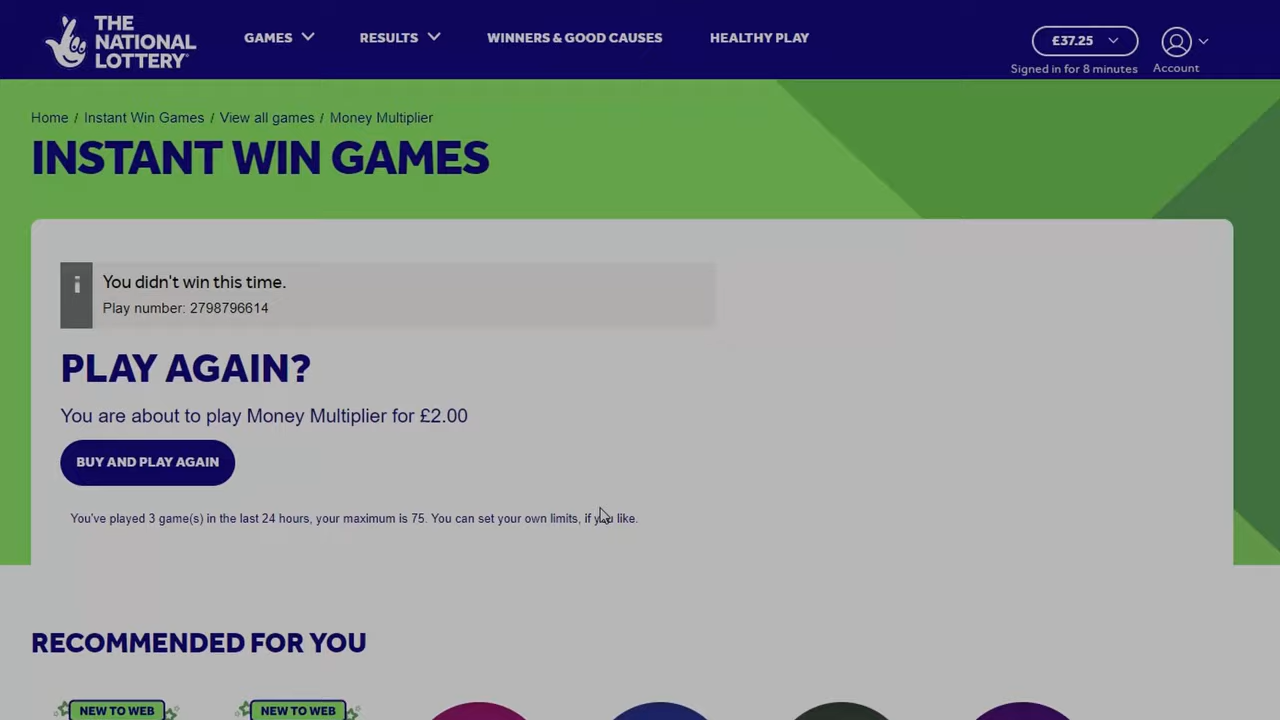 THE
NATIONAL
LOTTERY
GAMES
RESULTS
WINNERS & GOOD CAUSES
HEALTHY PLAY
£37.25
Signed in for 8 minutes
Account
Home / Instant Win Games / View all games / Money Multiplier
INSTANT WIN GAMES
i
You didn't win this time.
Play number: 2798796614
PLAY AGAIN?
You are about to play Money Multiplier for £2.00
BUY AND PLAY AGAIN
You've played 3 game(s) in the last 24 hours, your maximum is 75. You can set your own limits, if you like.
RECOMMENDED FOR YOU
NEW TO WEB
NEW TO WEB